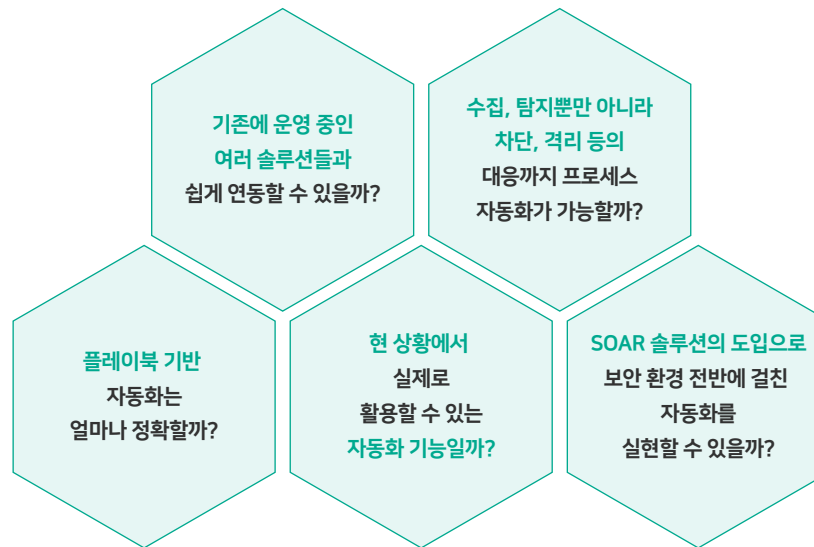 기존에 운영 중인
여러 솔루션들과
쉽게 연동할 수 있을까?
수집, 탐지뿐만 아니라
차단, 격리 등의
대응까지 프로세스
자동화가 가능할까?
플레이북 기반
자동화는
얼마나 정확할까?
현 상황에서
실제로
활용할 수 있는
자동화 기능일까?
SOAR 솔루션의 도입으로
보안 환경 전반에 걸친
자동화를
실현할 수 있을까?